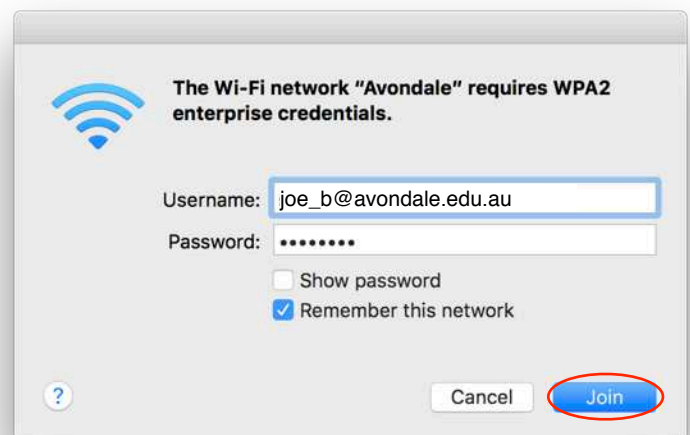 The Wi-Fi network “Avondale” requires WPA2
enterprise credentials.
Username: joe_b@avondale.edu.au
Password: ••••••••
Show password
Remember this network
? Cancel Join